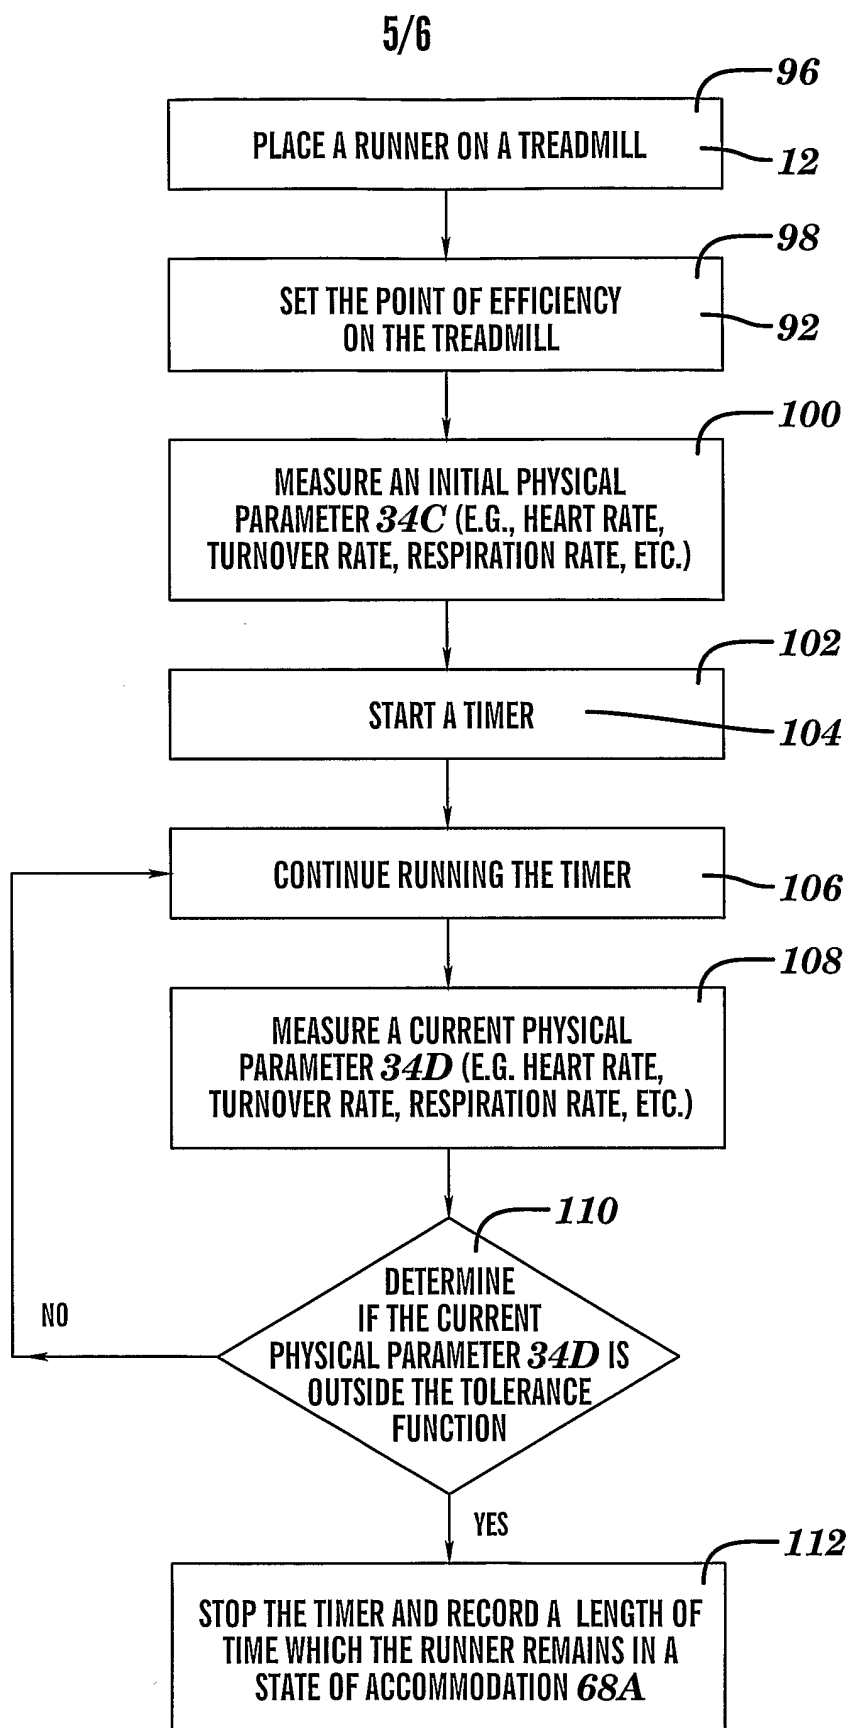 5/6
96
PLACE A RUNNER ON A TREADMILL
12
98
SET THE POINT OF EFFICIENCY
ON THE TREADMILL
92
100
MEASURE AN INITIAL PHYSICAL
PARAMETER 34C (E.G., HEART RATE,
TURNOVER RATE, RESPIRATION RATE, ETC.)
102
START A TIMER
104
CONTINUE RUNNING THE TIMER
106
108
MEASURE A CURRENT PHYSICAL
PARAMETER 34D (E.G. HEART RATE,
TURNOVER RATE, RESPIRATION RATE, ETC.)
110
DETERMINE
IF THE CURRENT
PHYSICAL PARAMETER 34D IS
OUTSIDE THE TOLERANCE
FUNCTION
NO
YES
112
STOP THE TIMER AND RECORD A LENGTH OF
TIME WHICH THE RUNNER REMAINS IN A
STATE OF ACCOMMODATION 68A